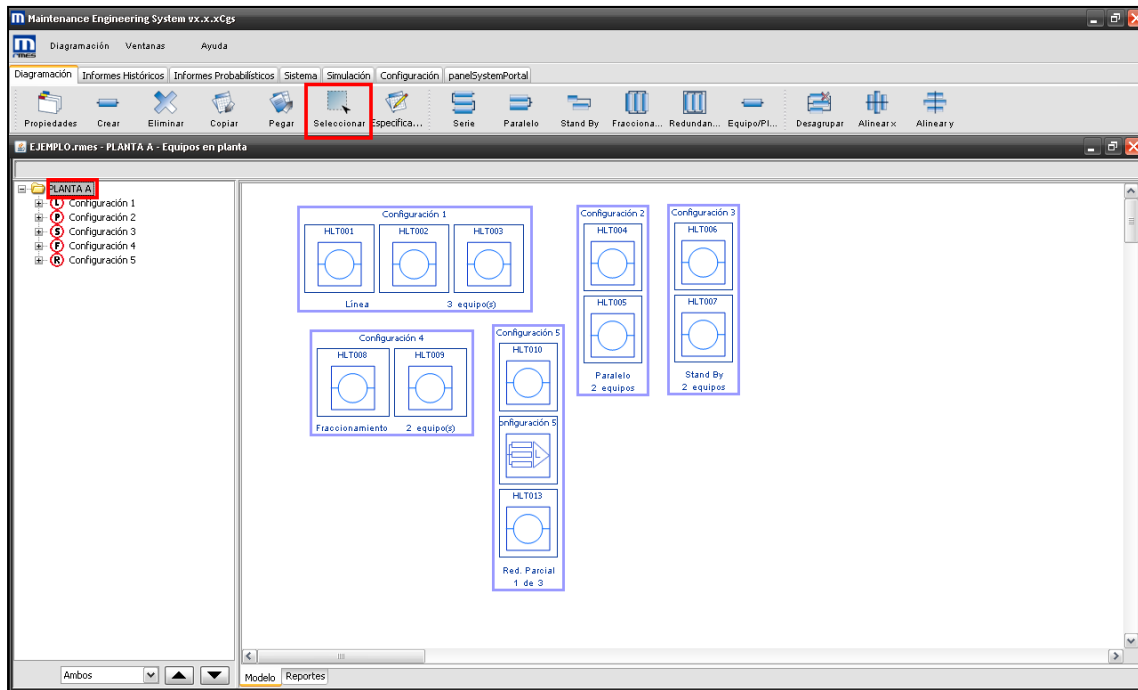 Maintenance Engineering System vx.x.xCgs
Diagramación Ventanas Ayuda
Diagramación Informes Históricos Informes Probabilísticos Sistema Simulación Configuración panelSystemPortal
Propiedades Crear Eliminar Copiar Pegar Seleccionar Especifica... Serie Paralelo Stand By Fracciona... Redundan... Equipo/Pl... Desagrupar Alinear x Alinear y
EJEMPLO.rmes - PLANTA A - Equipos en planta
PLANTA A
L Configuración 1
P Configuración 2
S Configuración 3
F Configuración 4
R Configuración 5
Configuración 1
HLT001 HLT002 HLT003
Línea 3 equipo(s)
Configuración 2
HLT004
HLT005
Paralelo
2 equipos
Configuración 3
HLT006
HLT007
Stand By
2 equipos
Configuración 4
HLT008 HLT009
Fraccionamiento 2 equipo(s)
Configuración 5
HLT010
onfiguración 5
L
HLT013
Red. Parcial
1 de 3
Ambos
Modelo Reportes